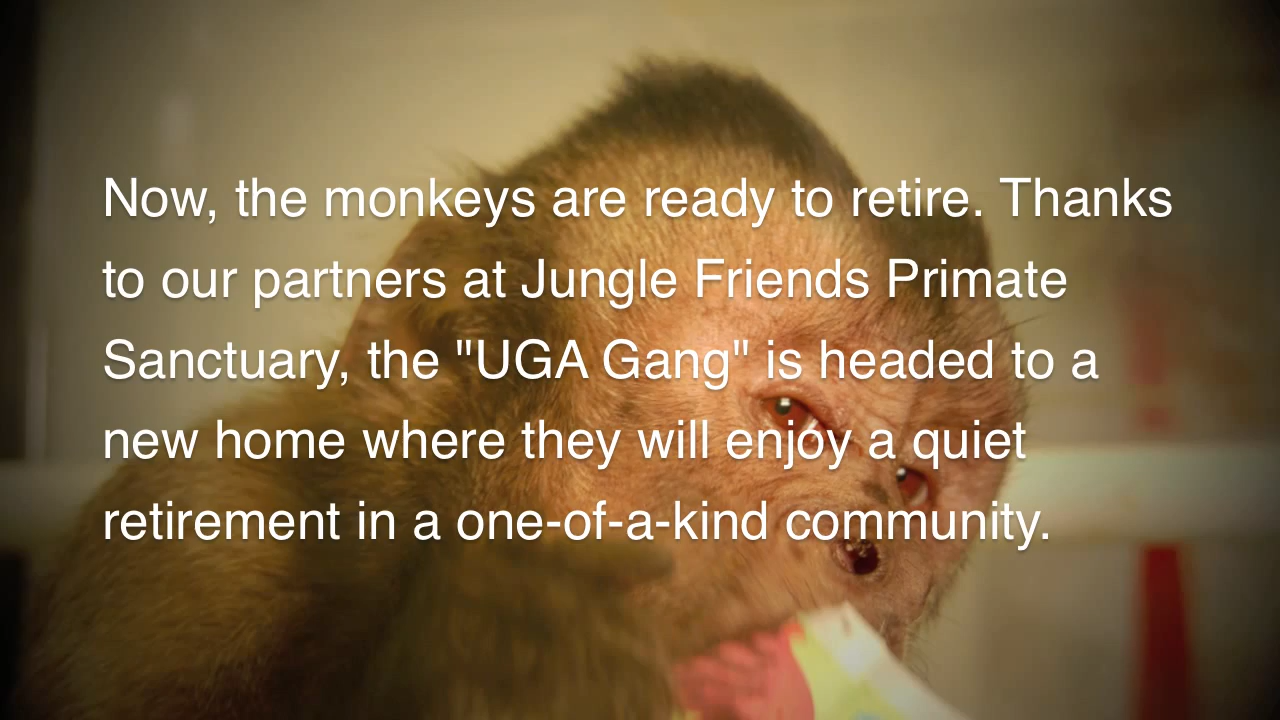 Now, the monkeys are ready to retire. Thanks
to our partners at Jungle Friends Primate
Sanctuary, the "UGA Gang" is headed to a
new home where they will enjoy a quiet
retirement in a one-of-a-kind community.